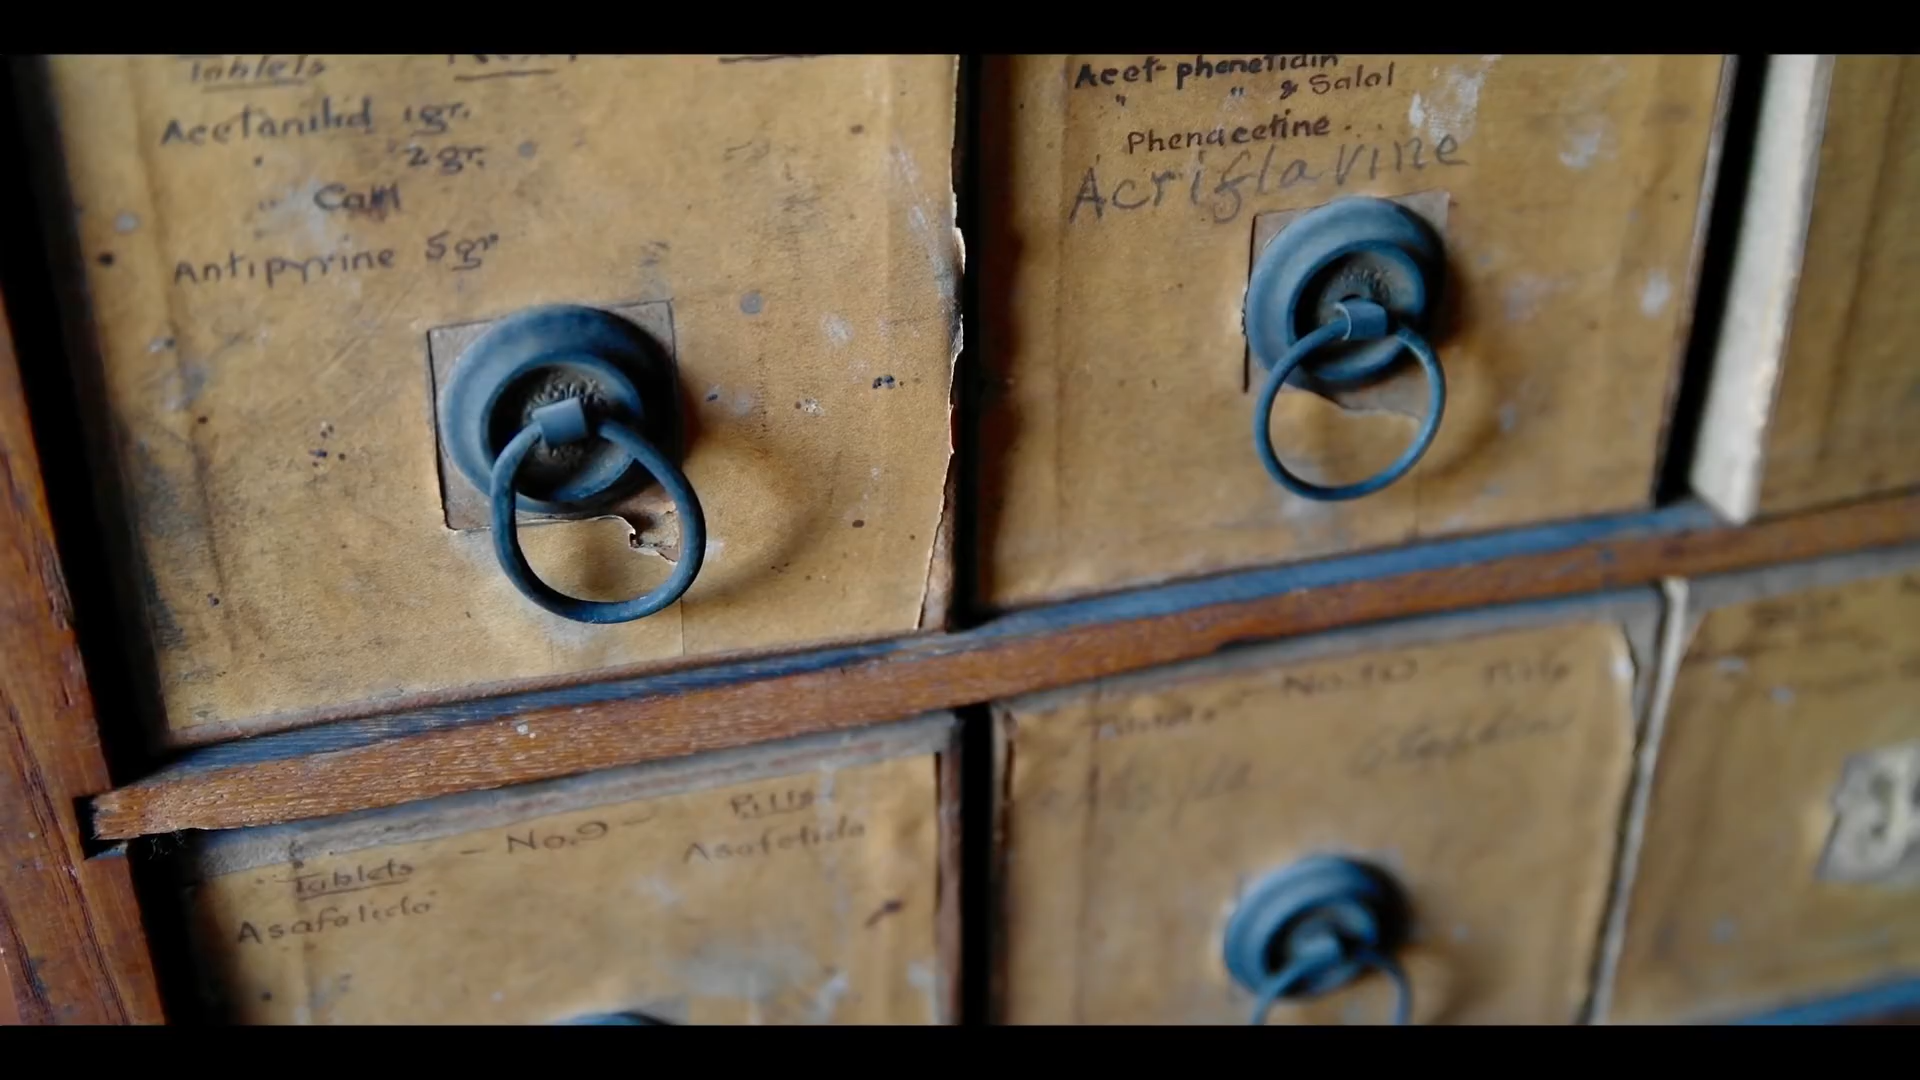 Tablets
Acetanilid 1gr.
" 2gr.
Antipyrine 5gr
Acet-phenetidin
" " & Salol
Phenacetine
Acriflavine
No.9 - Pills
Tablets Asafetida
Asafetida
No.10 Pills
Tablets